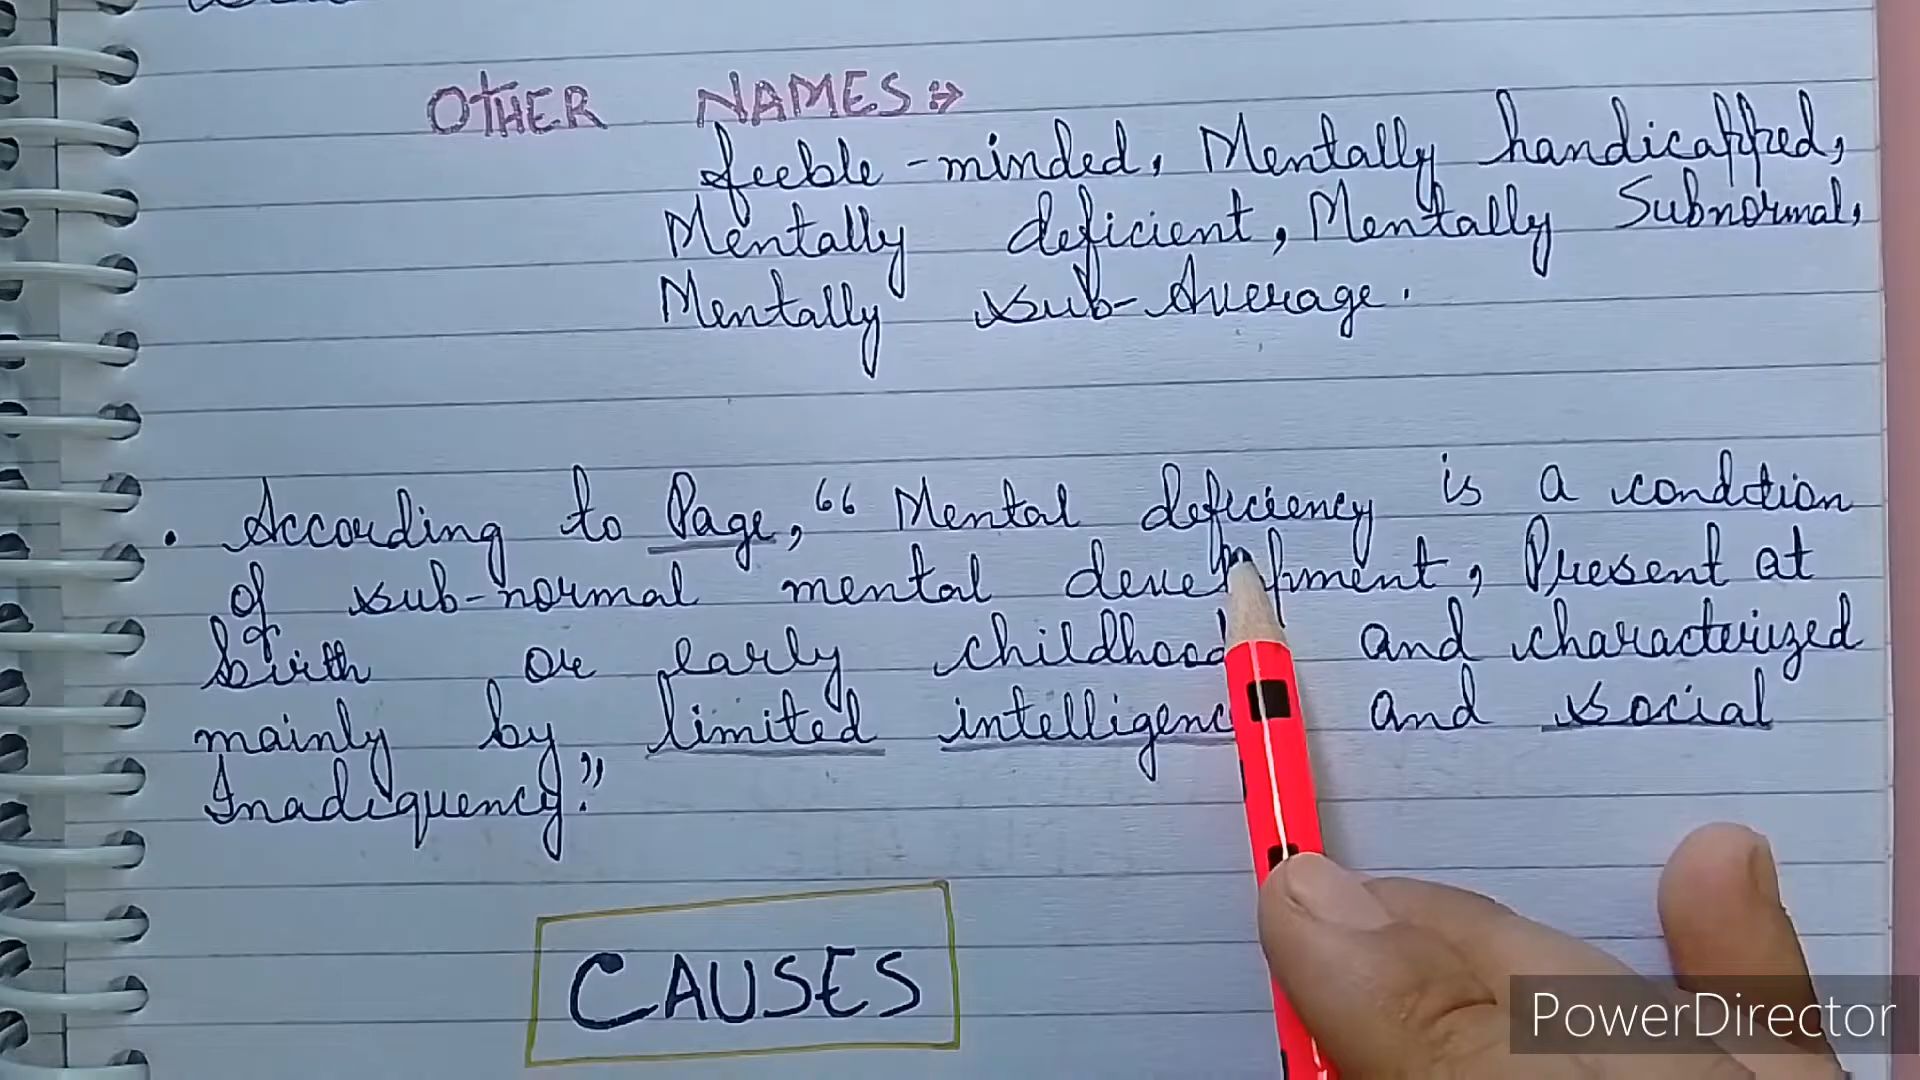 OTHER NAMES :->
feeble-minded, Mentally handicapped,
Mentally deficient, Mentally Subnormal,
Mentally sub-Average.
• According to Page, “Mental deficiency is a condition
of sub-normal mental development, Present at
birth or early childhood and characterized
mainly by, limited intelligence and social
Inadequency.”
CAUSES
PowerDirector